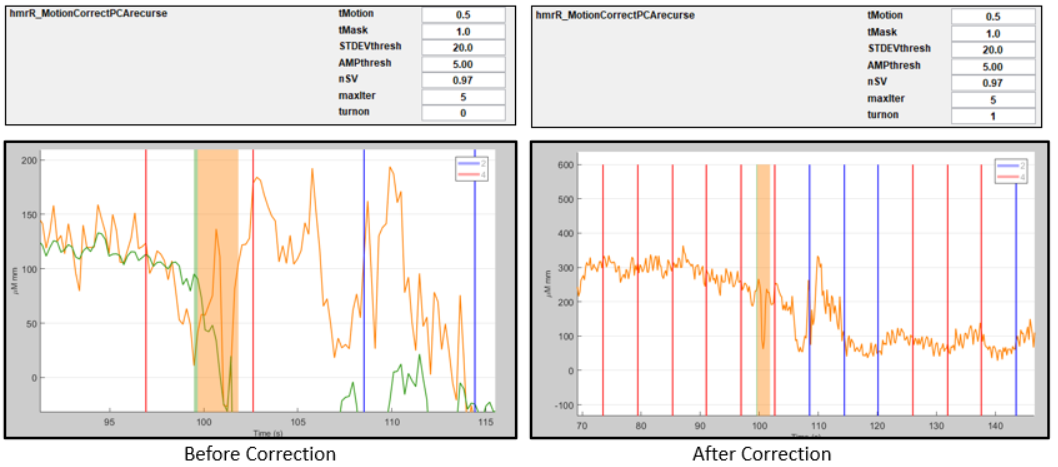 hmrR_MotionCorrectPCArecurse
tMotion 0.5
tMask 1.0
STDEVthresh 20.0
AMPthresh 5.00
nSV 0.97
maxIter 5
turnon 0
hmrR_MotionCorrectPCArecurse
tMotion 0.5
tMask 1.0
STDEVthresh 20.0
AMPthresh 5.00
nSV 0.97
maxIter 5
turnon 1
200
150
100
50
0
μM mm
2
4
95 100 105 110 115
Time (s)
Before Correction
600
500
400
300
200
100
0
-100
μM mm
2
4
70 80 90 100 110 120 130 140
After Correction